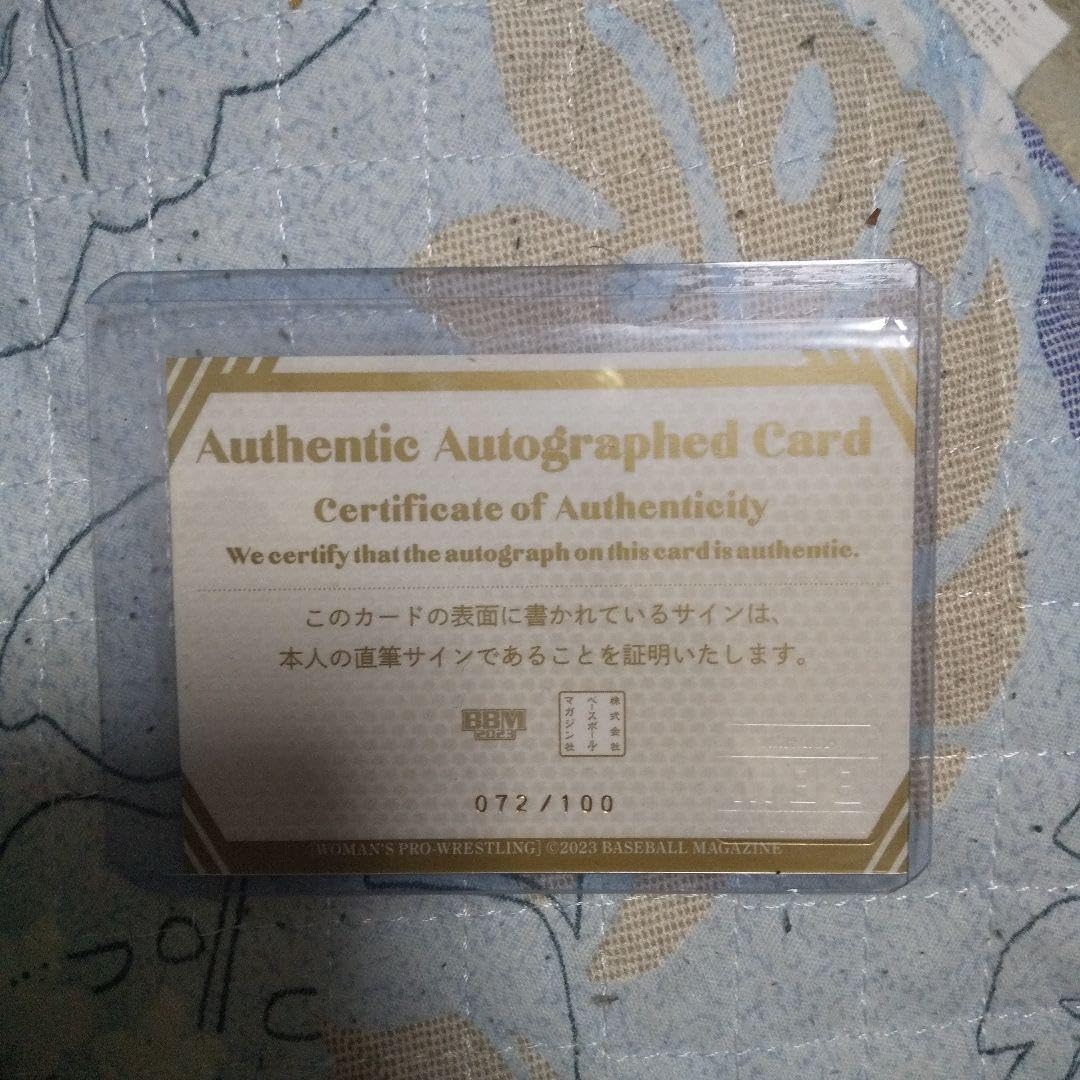 Authentic Autographed Card
Certificate of Authenticity
We certify that the autograph on this card is authentic.
このカードの表面に書かれているサインは、
本人の直筆サインであることを証明いたします。
BBM
2023
株式会社
ベースボール・
マガジン社
072/100
[WOMAN'S PRO-WRESTLING] ©2023 BASEBALL MAGAZINE